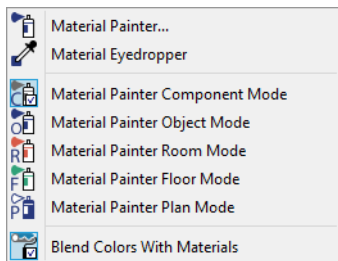 Material Painter...
Material Eyedropper
C Material Painter Component Mode
O Material Painter Object Mode
R Material Painter Room Mode
F Material Painter Floor Mode
P Material Painter Plan Mode
Blend Colors With Materials